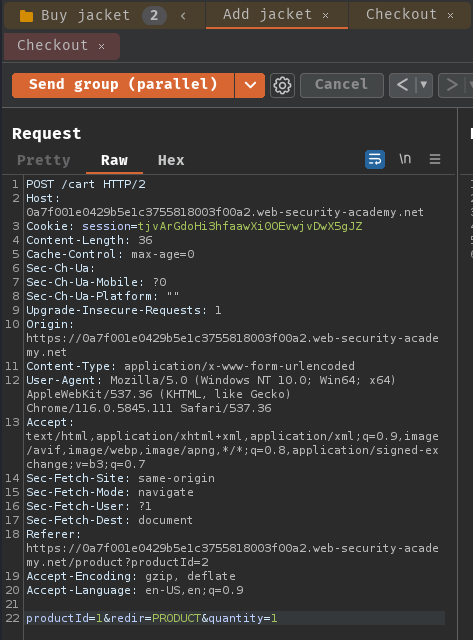 Buy jacket 2 ‹ Add jacket × Checkout ×
Checkout ×
Send group (parallel) Cancel < ▼ > ▼
Request
Pretty Raw Hex \n
1 POST /cart HTTP/2
2 Host:
0a7f001e0429b5e1c3755818003f00a2.web-security-academy.net
3 Cookie: session=tjvArGdoHi3hfaawXiOOEvwjvDwX5gJZ
4 Content-Length: 36
5 Cache-Control: max-age=0
6 Sec-Ch-Ua:
7 Sec-Ch-Ua-Mobile: ?0
8 Sec-Ch-Ua-Platform: ""
9 Upgrade-Insecure-Requests: 1
10 Origin:
https://0a7f001e0429b5e1c3755818003f00a2.web-security-acade
my.net
11 Content-Type: application/x-www-form-urlencoded
12 User-Agent: Mozilla/5.0 (Windows NT 10.0; Win64; x64)
AppleWebKit/537.36 (KHTML, like Gecko)
Chrome/116.0.5845.111 Safari/537.36
13 Accept:
text/html,application/xhtml+xml,application/xml;q=0.9,image
/avif,image/webp,image/apng,*/*;q=0.8,application/signed-ex
change;v=b3;q=0.7
14 Sec-Fetch-Site: same-origin
15 Sec-Fetch-Mode: navigate
16 Sec-Fetch-User: ?1
17 Sec-Fetch-Dest: document
18 Referer:
https://0a7f001e0429b5e1c3755818003f00a2.web-security-acade
my.net/product?productId=2
19 Accept-Encoding: gzip, deflate
20 Accept-Language: en-US,en;q=0.9
21
22 productId=1&redir=PRODUCT&quantity=1